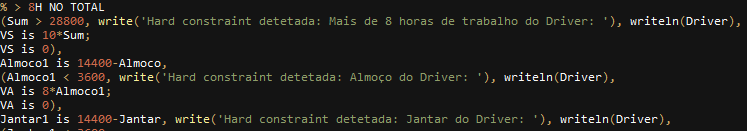 % > 8H NO TOTAL
(Sum > 28800, write('Hard constraint detetada: Mais de 8 horas de trabalho do Driver: '), writeln(Driver),
VS is 10*Sum;
VS is 0),
Almoco1 is 14400-Almoco,
(Almoco1 < 3600, write('Hard constraint detetada: Almoço do Driver: '), writeln(Driver),
VA is 8*Almoco1;
VA is 0),
Jantar1 is 14400-Jantar, write('Hard constraint detetada: Jantar do Driver: '), writeln(Driver),